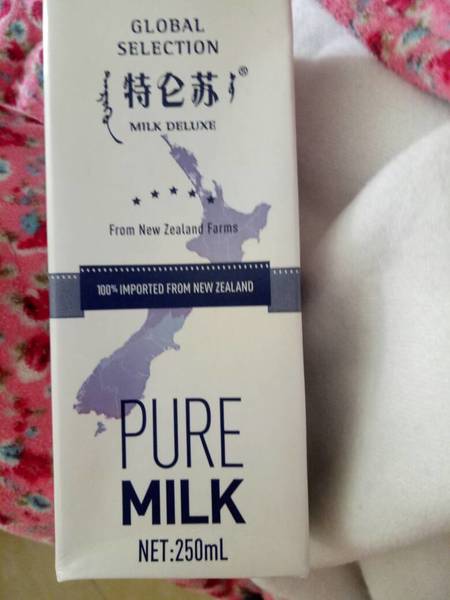 GLOBAL
SELECTION
特仑苏®
MILK DELUXE
From New Zealand Farms
100% IMPORTED FROM NEW ZEALAND
PURE
MILK
NET:250mL